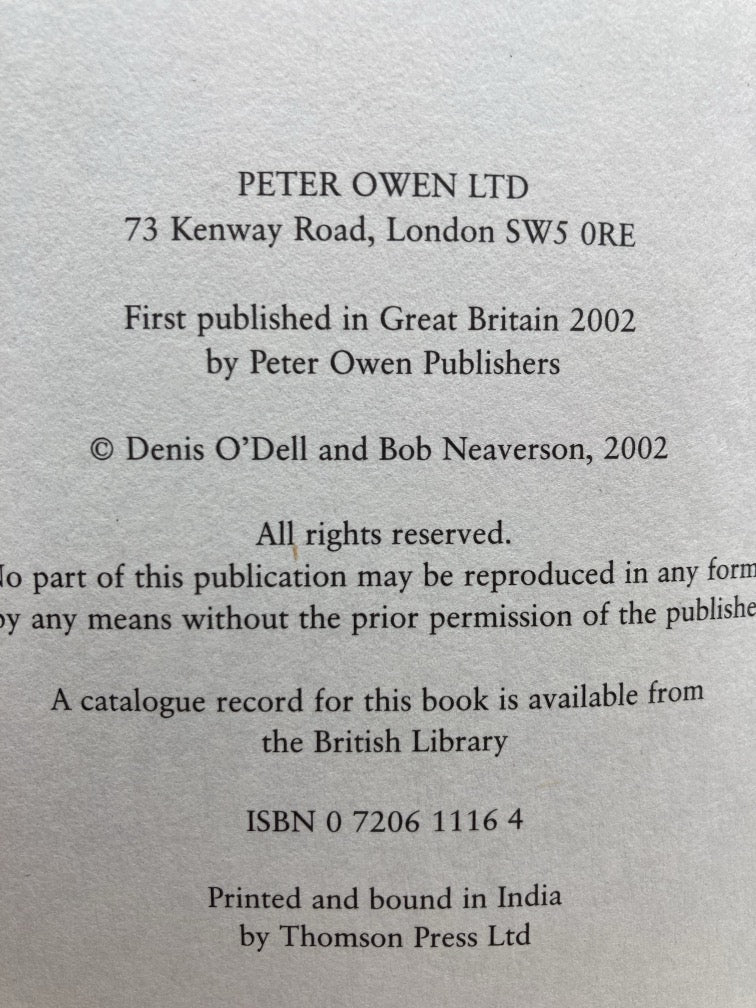 PETER OWEN LTD
73 Kenway Road, London SW5 0RE
First published in Great Britain 2002
by Peter Owen Publishers
© Denis O'Dell and Bob Neaverson, 2002
All rights reserved.
No part of this publication may be reproduced in any form
by any means without the prior permission of the publishe
A catalogue record for this book is available from
the British Library
ISBN 0 7206 1116 4
Printed and bound in India
by Thomson Press Ltd